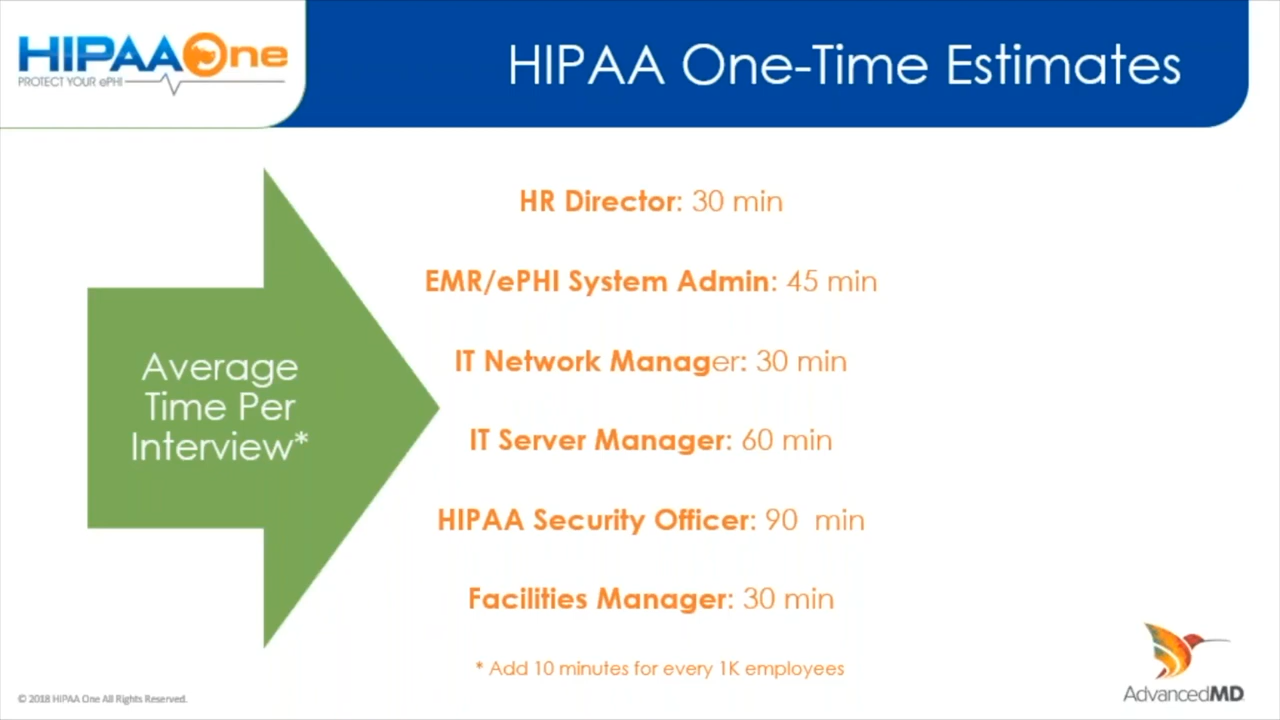 HIPAA One
PROTECT YOUR ePHI
HIPAA One-Time Estimates
Average
Time Per
Interview*
HR Director: 30 min
EMR/ePHI System Admin: 45 min
IT Network Manager: 30 min
IT Server Manager: 60 min
HIPAA Security Officer: 90  min
Facilities Manager: 30 min
* Add 10 minutes for every 1K employees
© 2018 HIPAA One All Rights Reserved.
AdvancedMD